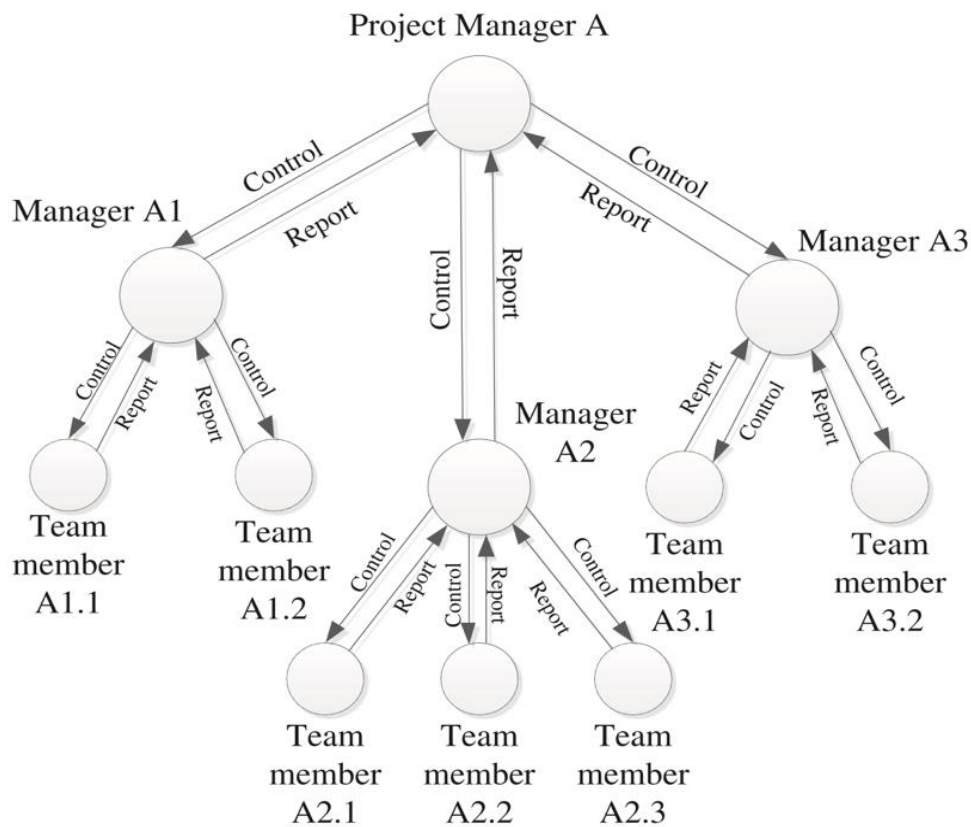 Project Manager A
Control
Report
Control
Report
Control
Report
Manager A1
Manager A3
Control
Report
Control
Report
Manager
A2
Report
Control
Control
Report
Team
member
A1.1
Team
member
A1.2
Team
member
A3.1
Team
member
A3.2
Control
Report
Control
Report
Control
Report
Team
member
A2.1
Team
member
A2.2
Team
member
A2.3